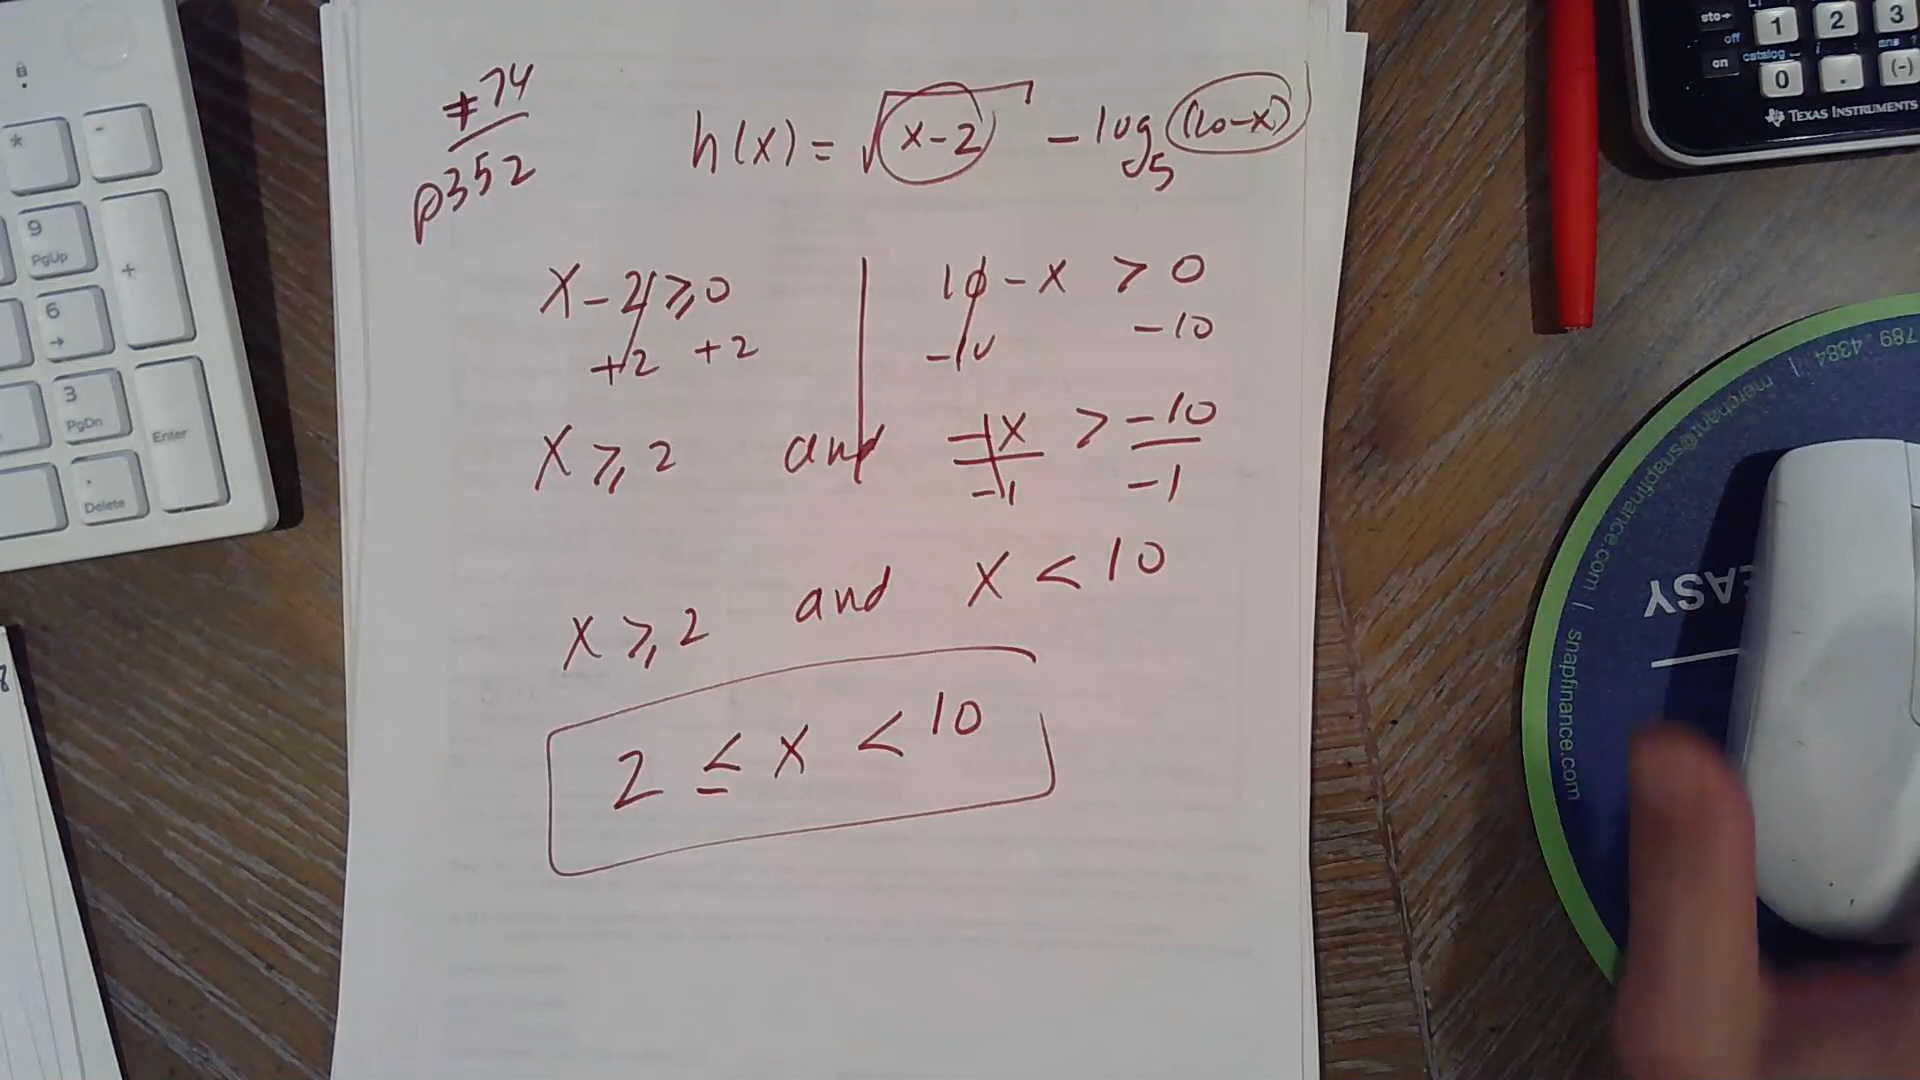 #74
p352
h(x) = √x-2 - log₅ (10-x)
x - 2 ≥ 0
10 - x > 0
+2 +2
-10 -10
x ≥ 2 and -1x > -10
-1 -1
x ≥ 2 and x < 10
2 ≤ x < 10
*
-
9
PgUp
+
6
→
3
PgDn
Enter
.
Delete
8
sto→
off
on
1
2
3
catalog
i
:
ans
?
0
.
(-)
TEXAS INSTRUMENTS
789.4384 |
merchant@snapfinance.com | snapfinance.com
EASY